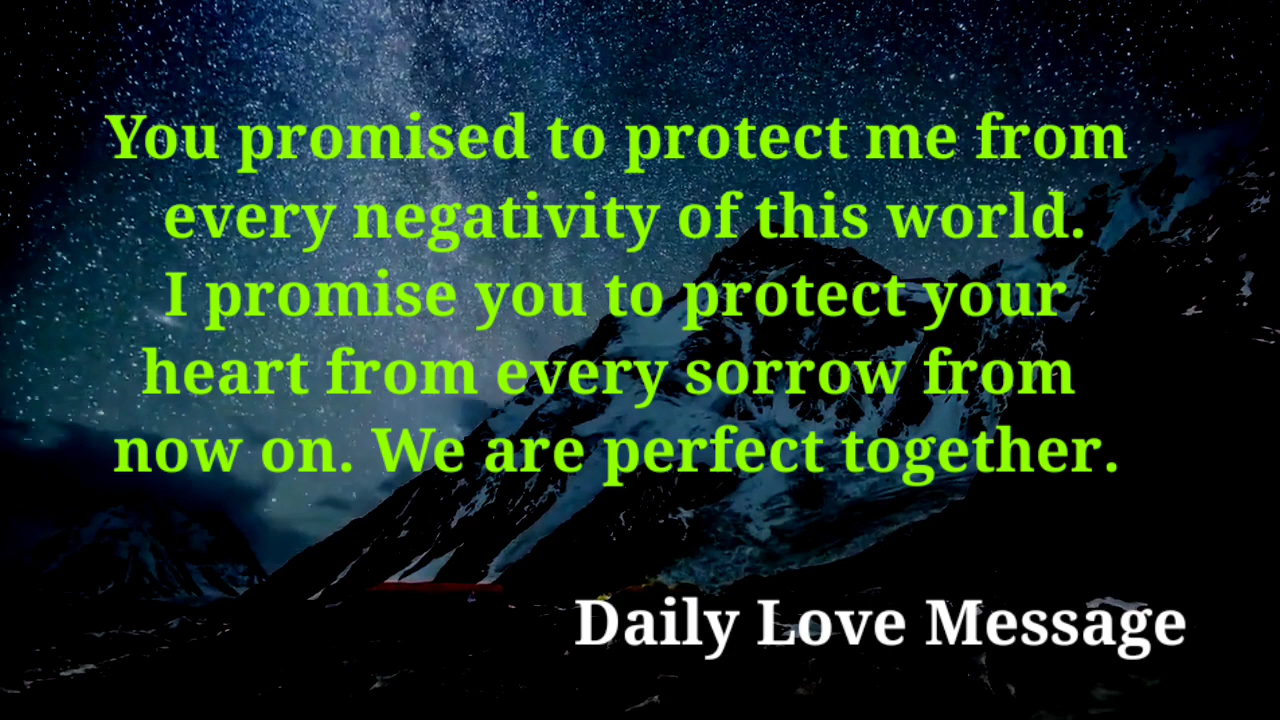 You promised to protect me from
every negativity of this world.
I promise you to protect your
heart from every sorrow from
now on. We are perfect together.
Daily Love Message